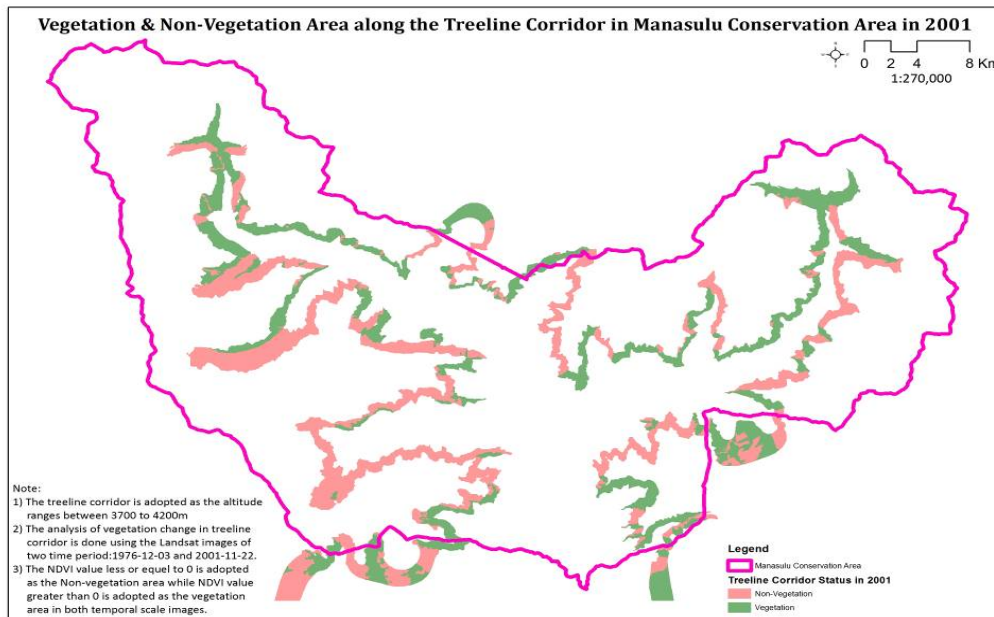 Vegetation & Non-Vegetation Area along the Treeline Corridor in Manasulu Conservation Area in 2001
0 2 4 8 Km
1:270,000
Note:
1) The treeline corridor is adopted as the altitude
ranges between 3700 to 4200m
2) The analysis of vegetation change in treeline
corridor is done using the Landsat images of
two time period:1976-12-03 and 2001-11-22.
3) The NDVI value less or equel to 0 is adopted
as the Non-vegetation area while NDVI value
greater than 0 is adopted as the vegetation
area in both temporal scale images.
Legend
Manasulu Conservation Area
Treeline Corridor Status in 2001
Non-Vegetation
Vegetation